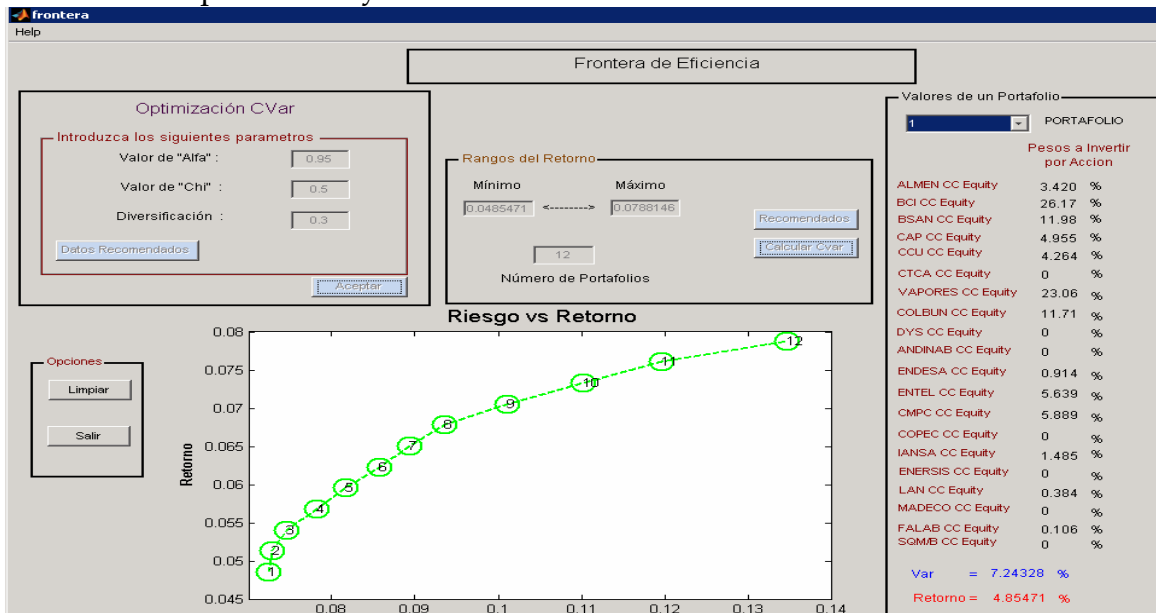 frontera
Help
Frontera de Eficiencia
Optimización CVar
Introduzca los siguientes parametros
Valor de "Alfa" : 0.95
Valor de "Chi" : 0.5
Diversificación : 0.3
Datos Recomendados
Aceptar
Rangos del Retorno
Mínimo Máximo
0.0485471 <--------> 0.0788146
Recomendados
Calcular Cvar
12
Número de Portafolios
Opciones
Limpiar
Salir
Riesgo vs Retorno
Retorno
0.08
0.075
0.07
0.065
0.06
0.055
0.05
0.045
0.08 0.09 0.1 0.11 0.12 0.13 0.14
1
2
3
4
5
6
7
8
9
10
11
12
Valores de un Portafolio
1 PORTAFOLIO
Pesos a Invertir
por Accion
ALMEN CC Equity 3.420 %
BCI CC Equity 26.17 %
BSAN CC Equity 11.98 %
CAP CC Equity 4.955 %
CCU CC Equity 4.264 %
CTCA CC Equity 0 %
VAPORES CC Equity 23.06 %
COLBUN CC Equity 11.71 %
DYS CC Equity 0 %
ANDINAB CC Equity 0 %
ENDESA CC Equity 0.914 %
ENTEL CC Equity 5.639 %
CMPC CC Equity 5.889 %
COPEC CC Equity 0 %
IANSA CC Equity 1.485 %
ENERSIS CC Equity 0 %
LAN CC Equity 0.384 %
MADECO CC Equity 0 %
FALAB CC Equity 0.106 %
SQM/B CC Equity 0 %
Var = 7.24328 %
Retorno = 4.85471 %